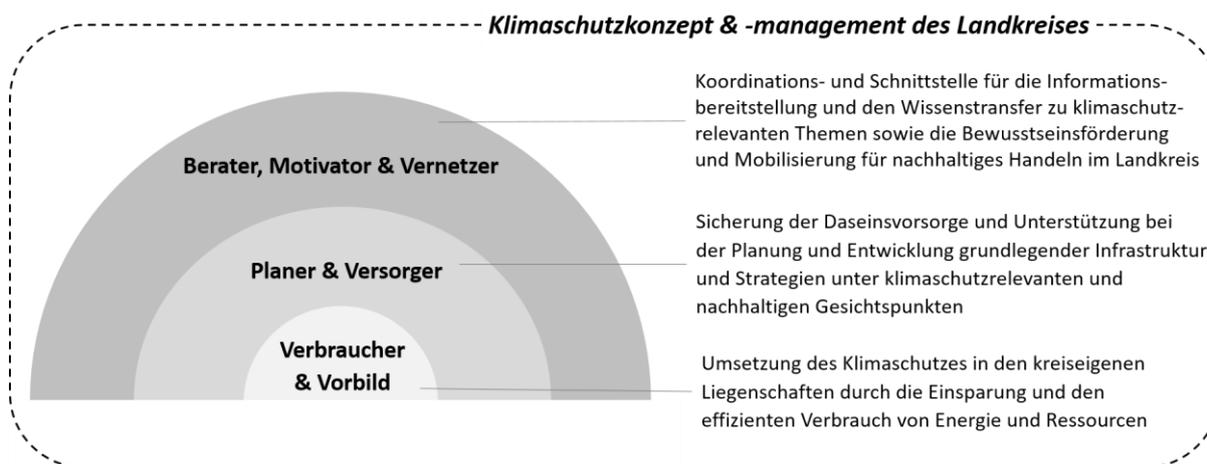 Klimaschutzkonzept & -management des Landkreises
Berater, Motivator & Vernetzer
Koordinations- und Schnittstelle für die Informations-
bereitstellung und den Wissenstransfer zu klimaschutz-
relevanten Themen sowie die Bewusstseinsförderung
und Mobilisierung für nachhaltiges Handeln im Landkreis
Planer & Versorger
Sicherung der Daseinsvorsorge und Unterstützung bei
der Planung und Entwicklung grundlegender Infrastruktur
und Strategien unter klimaschutzrelevanten und
nachhaltigen Gesichtspunkten
Verbraucher
& Vorbild
Umsetzung des Klimaschutzes in den kreiseigenen
Liegenschaften durch die Einsparung und den
effizienten Verbrauch von Energie und Ressourcen